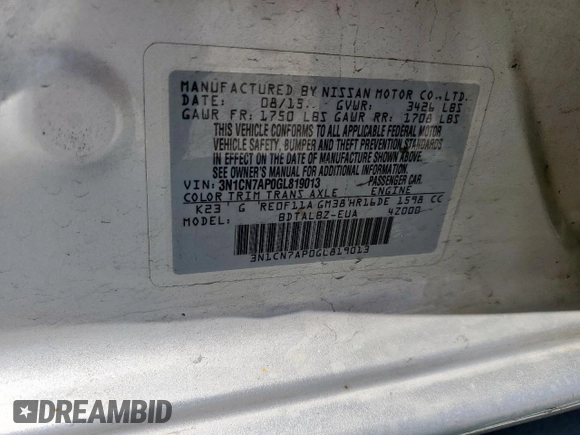 MANUFACTURED BY NISSAN MOTOR CO.,LTD.
DATE: 08/15 GVWR: 3426 LBS
GAWR FR: 1750 LBS GAWR RR: 1708 LBS
THIS VEHICLE CONFORMS TO ALL APPLICABLE FEDERAL MOTOR
VEHICLE SAFETY, BUMPER AND THEFT PREVENTION STANDARDS
IN EFFECT ON THE DATE OF MANUFACTURE SHOWN ABOVE.
SEE OWNER'S MANUAL FOR ADDITIONAL INFORMATION
VIN: 3N1CN7AP0GL819013 PASSENGER CAR
COLOR TRIM TRANS AXLE ENGINE
K23 G RE0F11A GM38 HR16DE 1598 CC
BDTALBZ-EUA 4Z000
3N1CN7AP0GL819013
DREAMBID